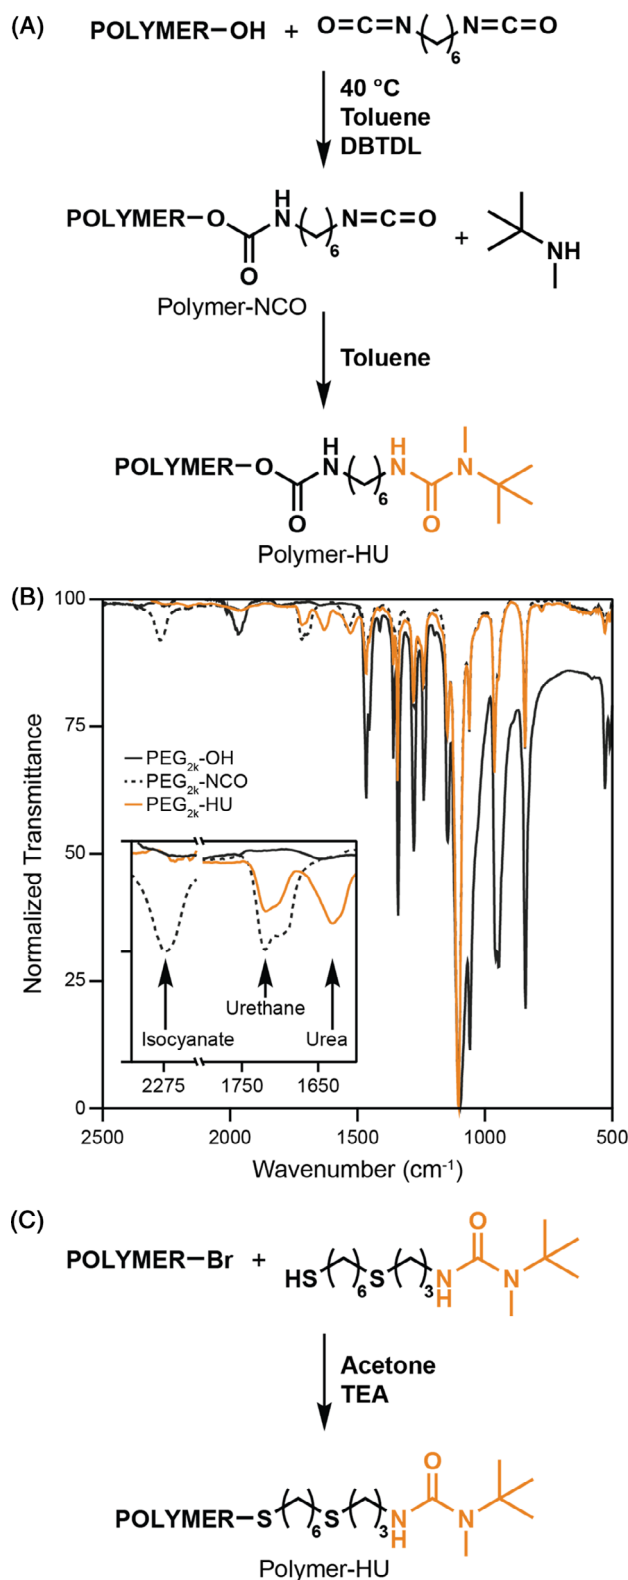 (A)
POLYMER–OH + O=C=N ( )6 N=C=O
40 °C
Toluene
DBTDL
POLYMER–O
O
H
N
( )6
N=C=O
+
NH
Polymer-NCO
Toluene
POLYMER–O
O
H
N
( )6
H
N
O
N
Polymer-HU
(B)
100
75
50
25
0
Normalized Transmittance
PEG2k-OH
PEG2k-NCO
PEG2k-HU
Isocyanate
Urethane
Urea
2275
1750
1650
2500
2000
1500
1000
500
Wavenumber (cm-1)
(C)
POLYMER–Br +
HS
( )6
S
( )3
N
H
O
N
Acetone
TEA
POLYMER–S
( )6
S
( )3
N
H
O
N
Polymer-HU